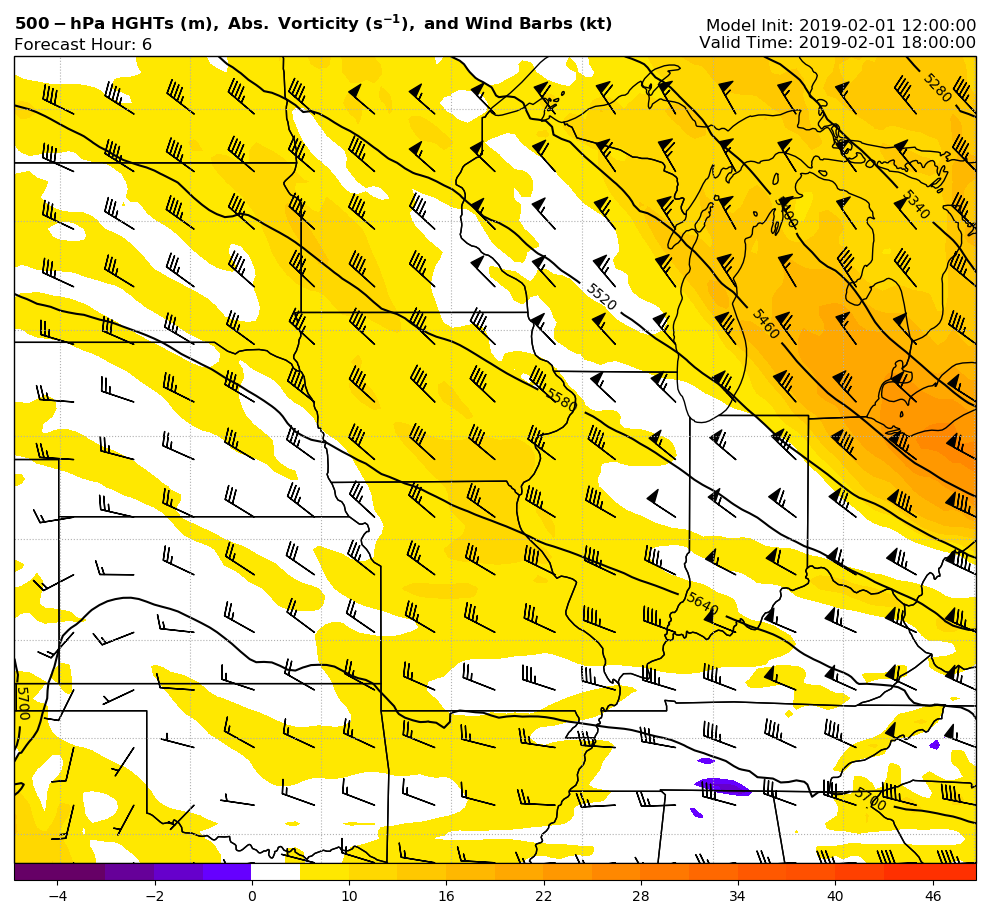 500 − hPa HGHTs (m), Abs. Vorticity (s⁻¹), and Wind Barbs (kt)
Model Init: 2019-02-01 12:00:00
Forecast Hour: 6
Valid Time: 2019-02-01 18:00:00
5280
5340
5400
5520
5460
5580
5640
5700
5700
−4 −2 0 10 16 22 28 34 40 46